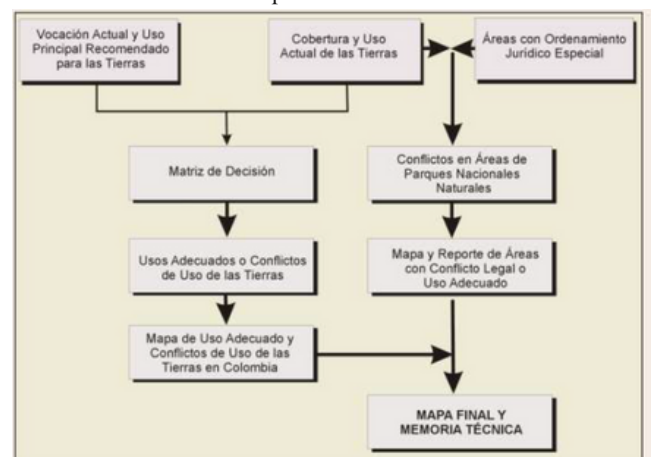 Vocación Actual y Uso
Principal Recomendado
para las Tierras
Cobertura y Uso
Actual de las Tierras
Áreas con Ordenamiento
Jurídico Especial
Matriz de Decisión
Conflictos en Áreas de
Parques Nacionales
Naturales
Usos Adecuados o Conflictos
de Uso de las Tierras
Mapa y Reporte de Áreas
con Conflicto Legal o
Uso Adecuado
Mapa de Uso Adecuado y
Conflictos de Uso de las
Tierras en Colombia
MAPA FINAL Y
MEMORIA TÉCNICA